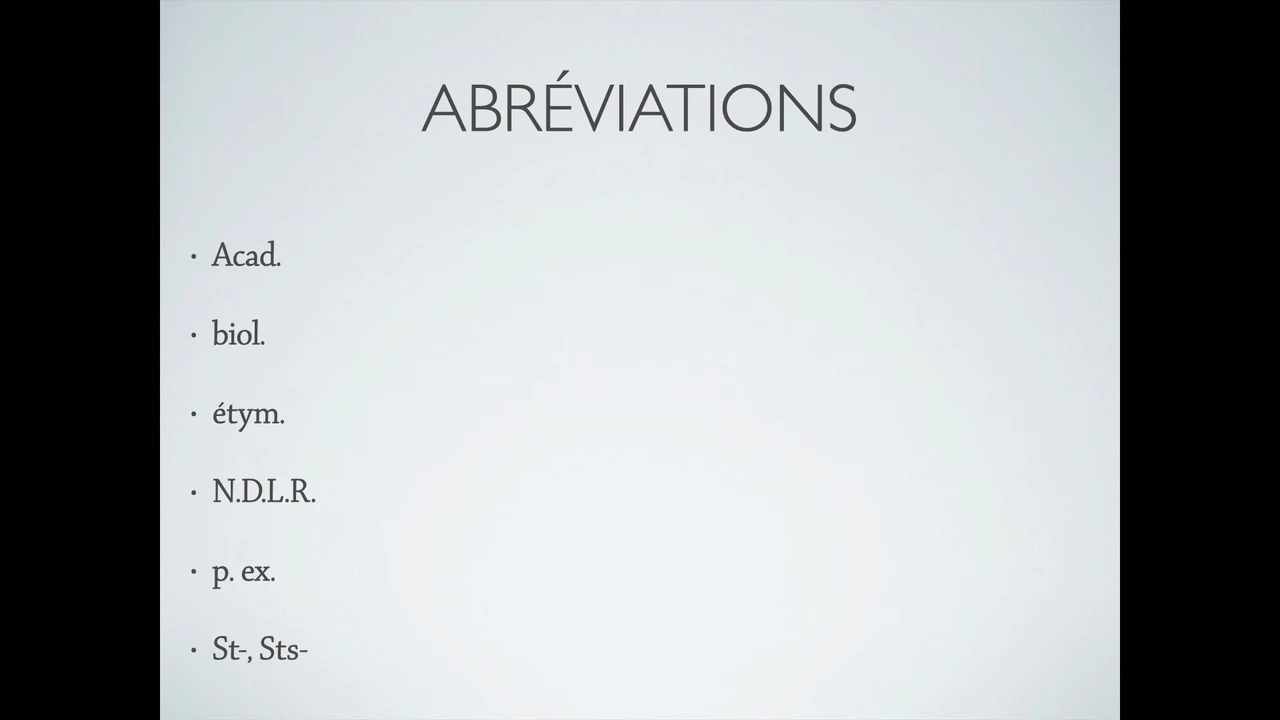 ABRÉVIATIONS
• Acad.
• biol.
• étym.
• N.D.L.R.
• p. ex.
• St-, Sts-